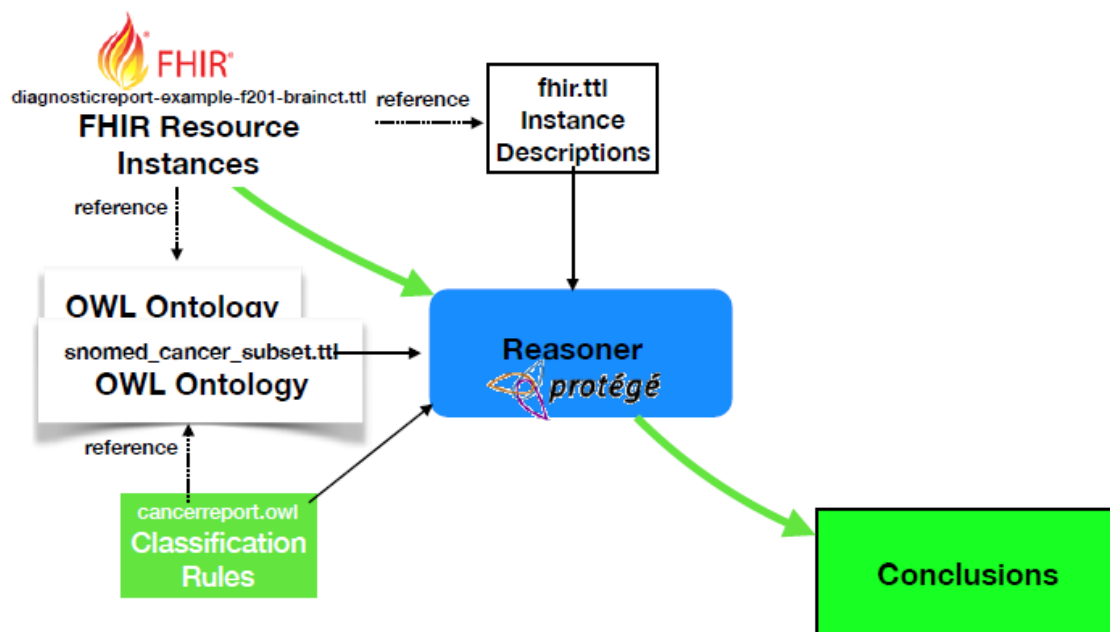 FHIR®
diagnosticreport-example-f201-brainct.ttl
FHIR Resource
Instances
reference
fhir.ttl
Instance
Descriptions
reference
OWL Ontology
snomed_cancer_subset.ttl
OWL Ontology
Reasoner
protégé
reference
cancerreport.owl
Classification
Rules
Conclusions